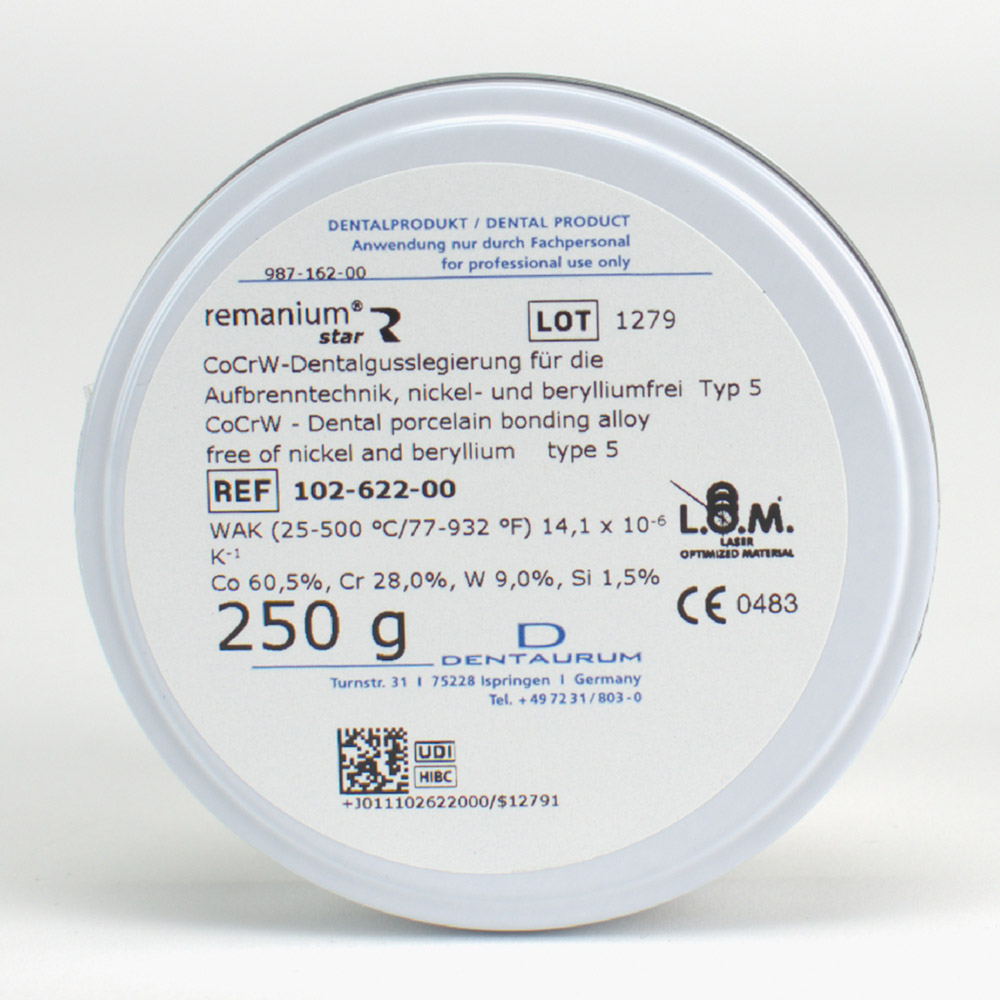 DENTALPRODUKT / DENTAL PRODUCT
Anwendung nur durch Fachpersonal
for professional use only
987-162-00
remanium®
star
LOT 1279
CoCrW-Dentalgusslegierung für die
Aufbrenntechnik, nickel- und berylliumfrei Typ 5
CoCrW - Dental porcelain bonding alloy
free of nickel and beryllium type 5
REF 102-622-00
WAK (25-500 °C/77-932 °F) 14,1 x 10⁻⁶
K⁻¹
L.O.M.
LASER
OPTIMIZED MATERIAL
Co 60,5%, Cr 28,0%, W 9,0%, Si 1,5%
CE 0483
250 g
D
DENTAURUM
Turnstr. 31 I 75228 Ispringen I Germany
Tel. +49 72 31 / 803-0
UDI
HIBC
+J011102622000/$12791